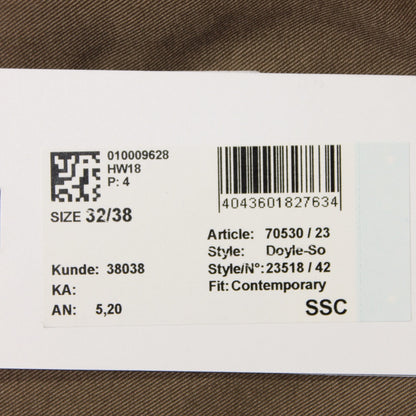 010009628
HW18
P: 4
SIZE 32/38
4043601827634
Article: 70530 / 23
Style: Doyle-So
Style/N°: 23518 / 42
Fit: Contemporary
Kunde: 38038
KA:
AN: 5,20
SSC